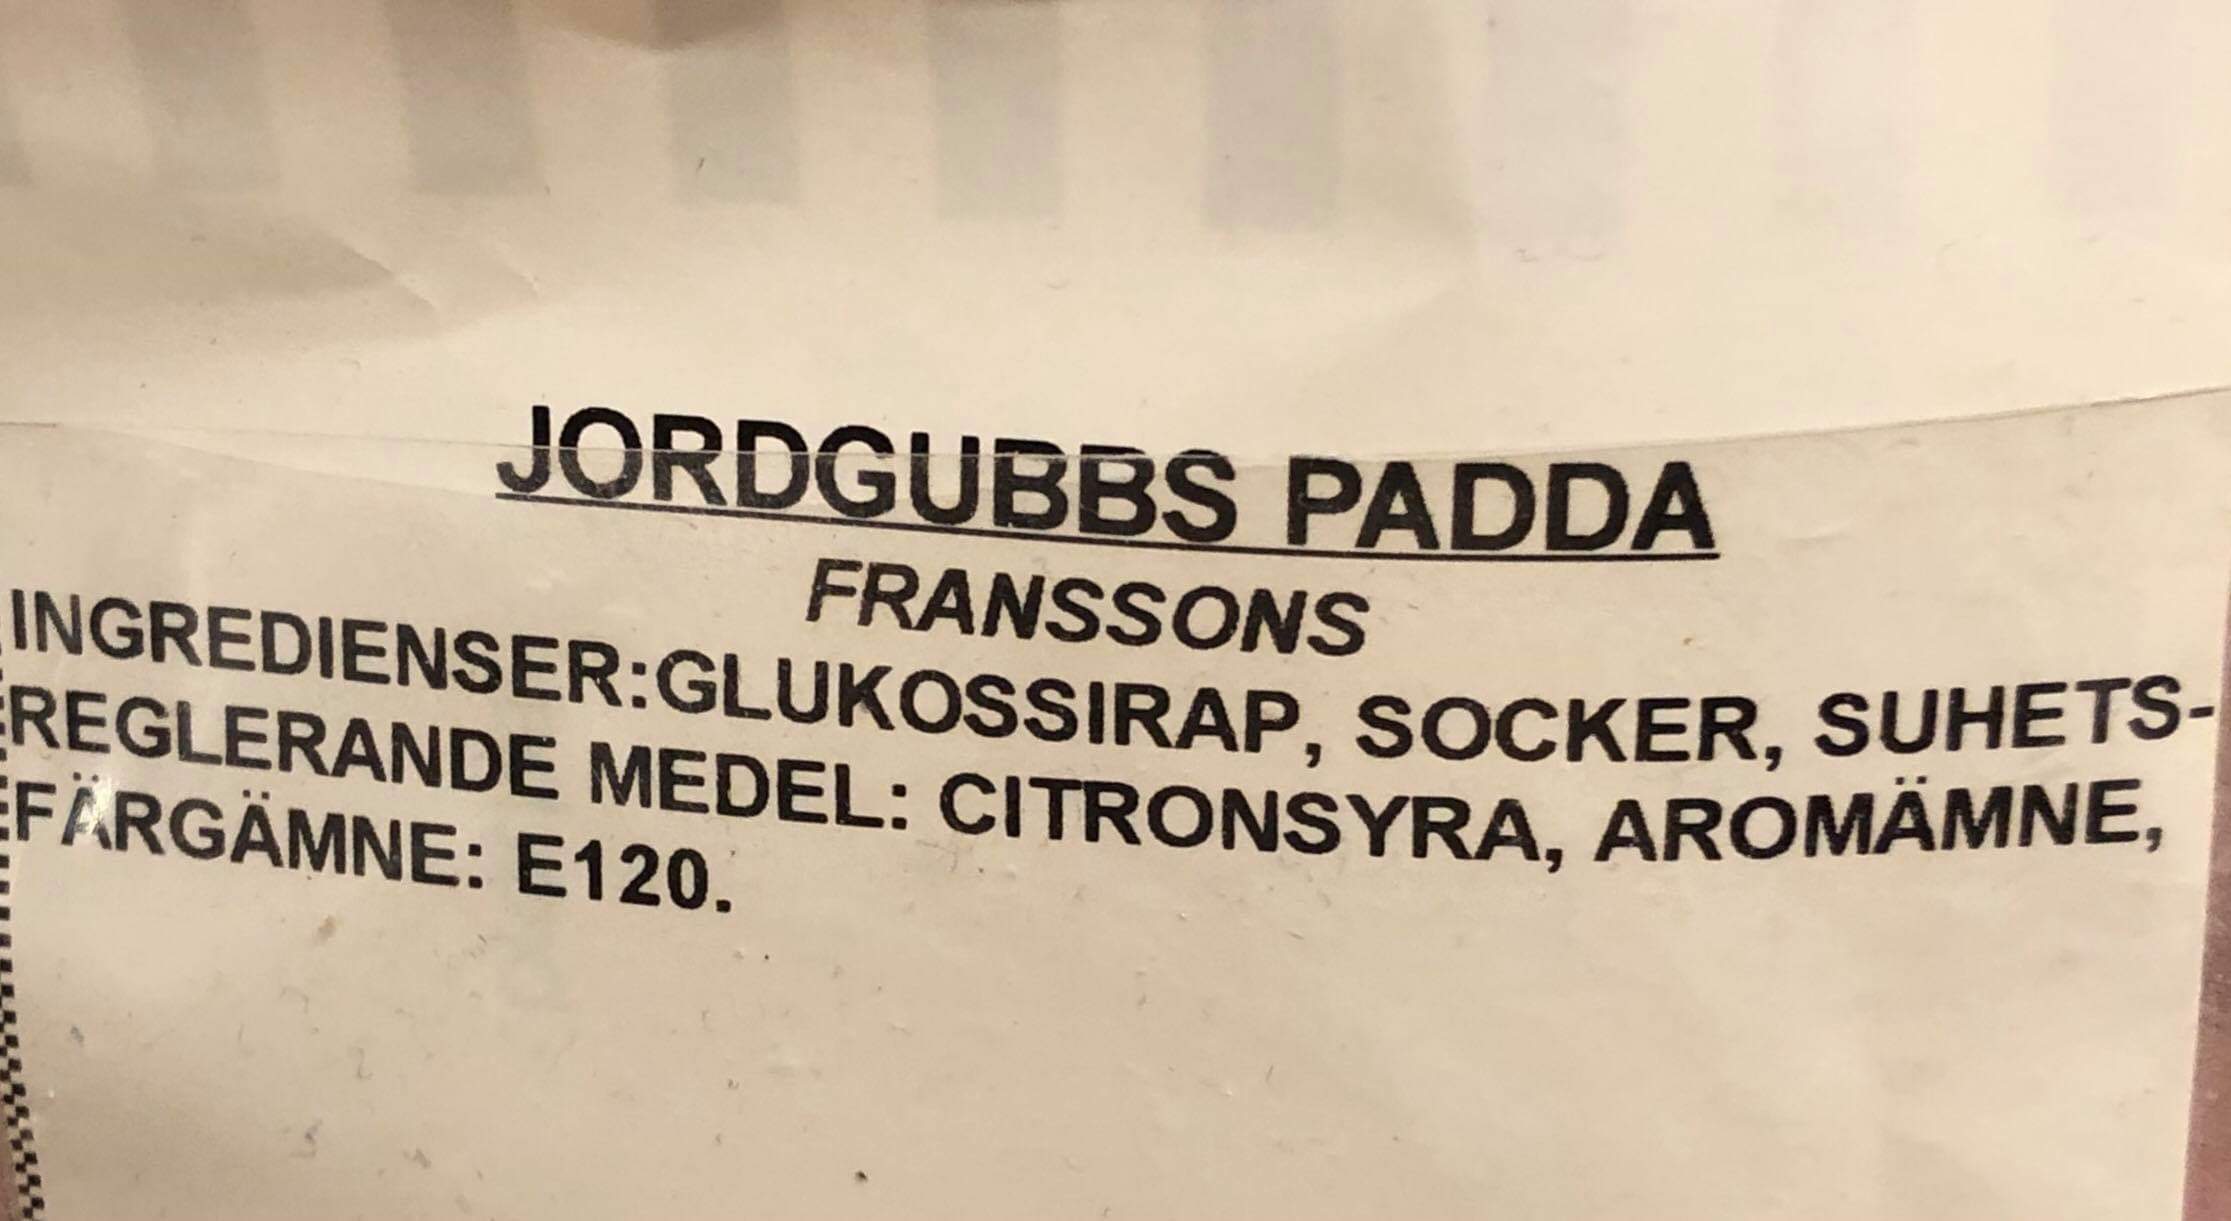 JORDGUBBS PADDA
FRANSSONS
INGREDIENSER:GLUKOSSIRAP, SOCKER, SUHETS-
REGLERANDE MEDEL: CITRONSYRA, AROMÄMNE,
FÄRGÄMNE: E120.